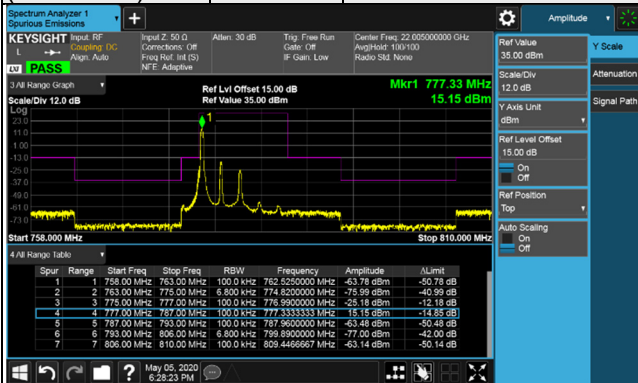 Spectrum Analyzer 1
Spurious Emissions
Amplitude
KEYSIGHT Input: RF
Coupling: DC
Align: Auto
Input Z: 50 Ω
Corrections: Off
Freq Ref: Int (S)
NFE: Adaptive
Atten: 30 dB
Trig: Free Run
Gate: Off
IF Gain: Low
Center Freq: 22.005000000 GHz
Avg|Hold: 100/100
Radio Std: None
L
LXI PASS
3 All Range Graph
Scale/Div 12.0 dB
Ref Lvl Offset 15.00 dB
Ref Value 35.00 dBm
Mkr1 777.33 MHz
15.15 dBm
Log
23.0
11.0
-1.00
-13.0
-25.0
-37.0
-49.0
-61.0
-73.0
1
Start 758.000 MHz
Stop 810.000 MHz
4 All Range Table
Spur Range Start Freq Stop Freq RBW Frequency Amplitude ΔLimit
1 1 758.00 MHz 763.00 MHz 100.0 kHz 762.5250000 MHz -63.78 dBm -50.78 dB
2 2 763.00 MHz 775.00 MHz 6.800 kHz 774.8200000 MHz -75.99 dBm -40.99 dB
3 3 775.00 MHz 777.00 MHz 100.0 kHz 776.9900000 MHz -25.18 dBm -12.18 dB
4 4 777.00 MHz 787.00 MHz 100.0 kHz 777.3333333 MHz 15.15 dBm -14.85 dB
5 5 787.00 MHz 793.00 MHz 100.0 kHz 787.9600000 MHz -63.48 dBm -50.48 dB
6 6 793.00 MHz 806.00 MHz 6.800 kHz 799.8900000 MHz -77.00 dBm -42.00 dB
7 7 806.00 MHz 810.00 MHz 100.0 kHz 809.4466667 MHz -63.14 dBm -50.14 dB
May 05, 2020
6:28:23 PM
Ref Value
35.00 dBm
Scale/Div
12.0 dB
Y Axis Unit
dBm
Ref Level Offset
15.00 dB
On
Off
Ref Position
Top
Auto Scaling
On
Off
Y Scale
Attenuation
Signal Path